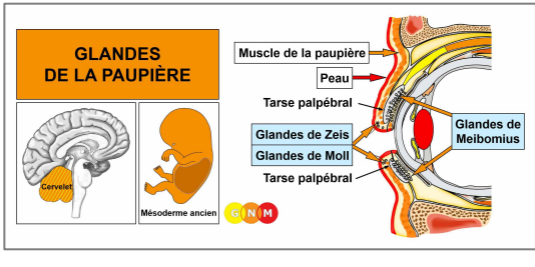 GLANDES
DE LA PAUPIÈRE
Cervelet
Mésoderme ancien
GNM
Muscle de la paupière
Peau
Tarse palpébral
Glandes de Zeis
Glandes de Moll
Tarse palpébral
Glandes de
Meibomius